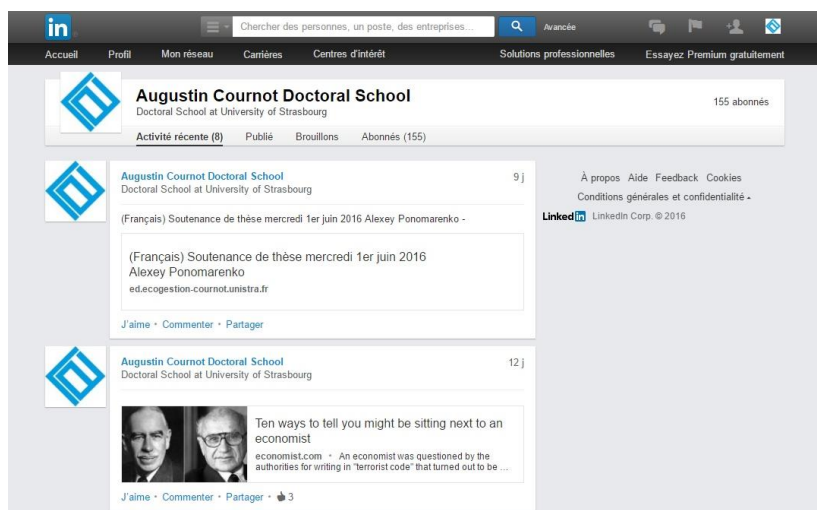 in
Chercher des personnes, un poste, des entreprises...
Avancée
Accueil Profil Mon réseau Carrières Centres d'intérêt Solutions professionnelles Essayez Premium gratuitement
Augustin Cournot Doctoral School
Doctoral School at University of Strasbourg
155 abonnés
Activité récente (8) Publié Brouillons Abonnés (155)
Augustin Cournot Doctoral School
9 j
Doctoral School at University of Strasbourg
(Français) Soutenance de thèse mercredi 1er juin 2016 Alexey Ponomarenko -
(Français) Soutenance de thèse mercredi 1er juin 2016
Alexey Ponomarenko
ed.ecogestion-cournot.unistra.fr
J'aime • Commenter • Partager
Augustin Cournot Doctoral School
12 j
Doctoral School at University of Strasbourg
Ten ways to tell you might be sitting next to an
economist
economist.com • An economist was questioned by the
authorities for writing in "terrorist code" that turned out to be ...
J'aime • Commenter • Partager • 3
À propos Aide Feedback Cookies
Conditions générales et confidentialité
LinkedIn LinkedIn Corp. © 2016